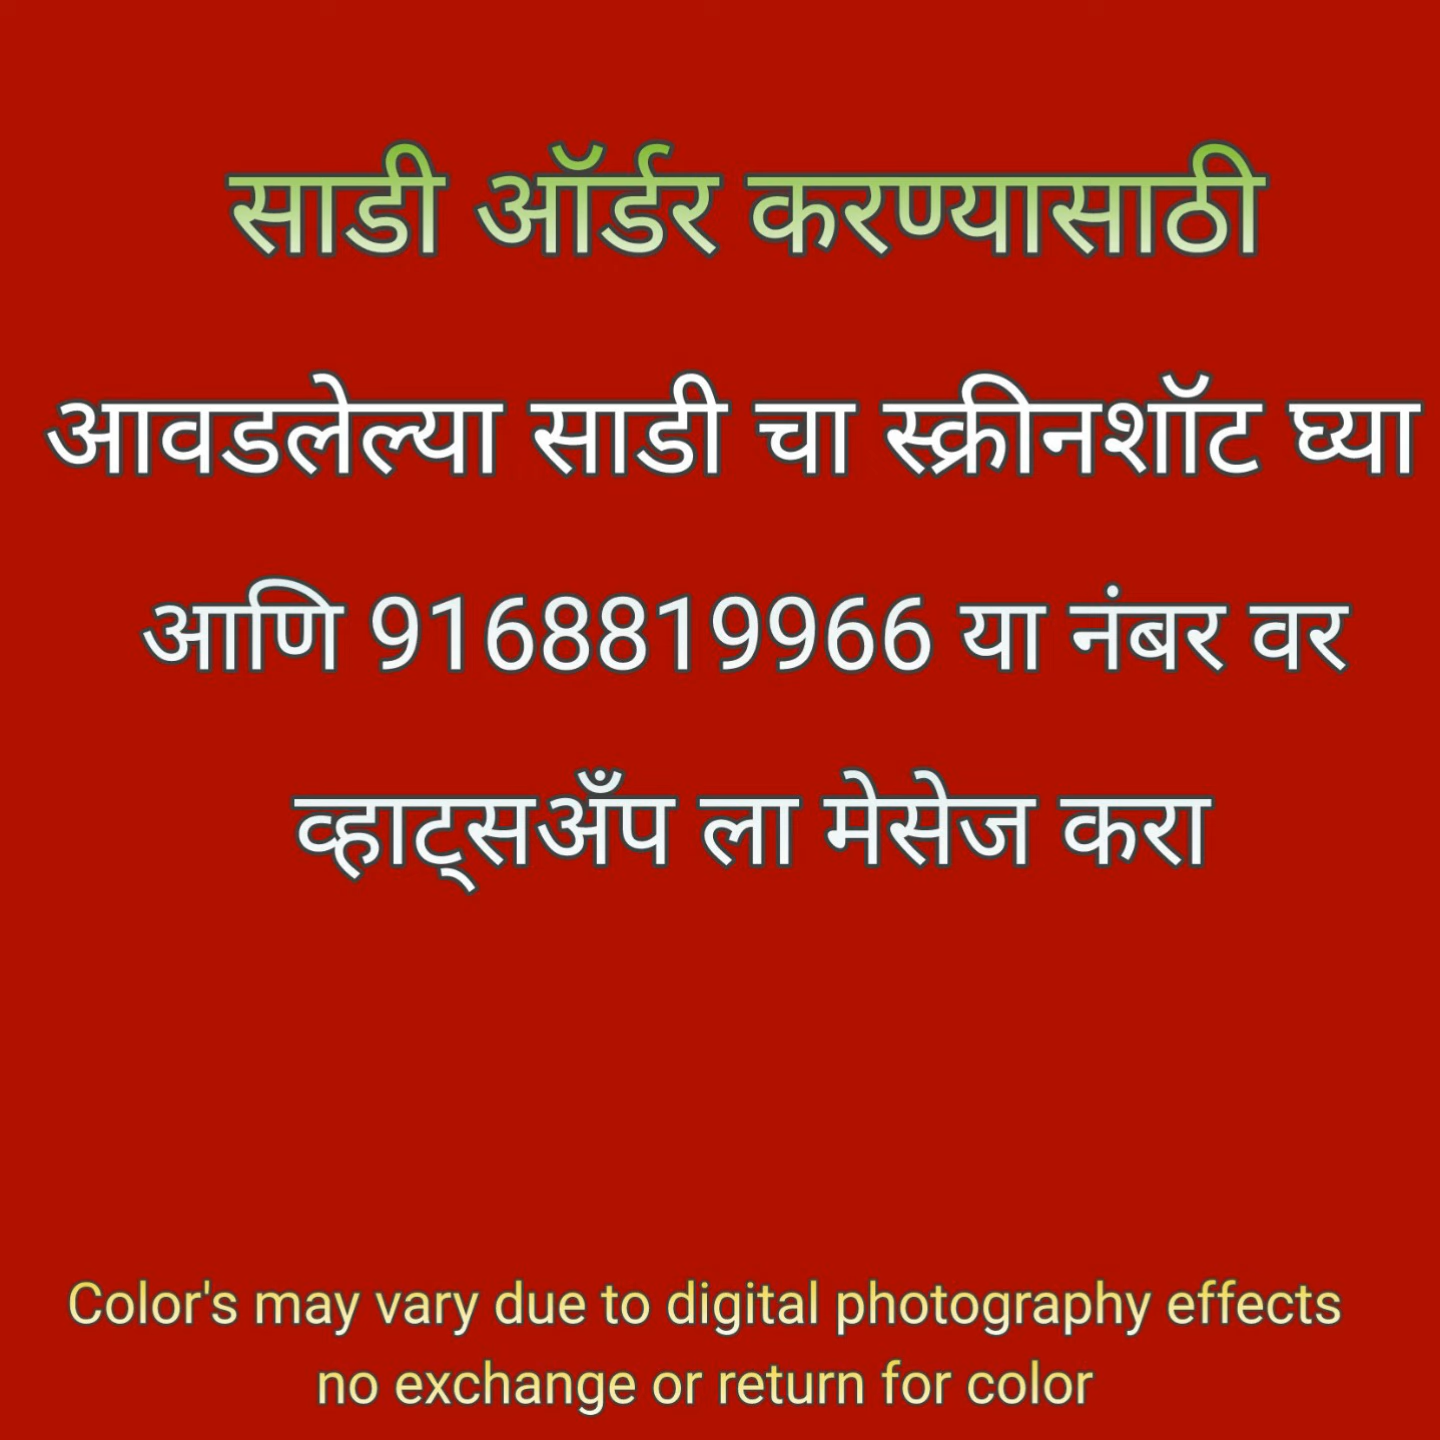 साडी ऑर्डर करण्यासाठी
आवडलेल्या साडी चा स्क्रीनशॉट घ्या
आणि 9168819966 या नंबर वर
व्हाट्सअँप ला मेसेज करा
Color's may vary due to digital photography effects
no exchange or return for color